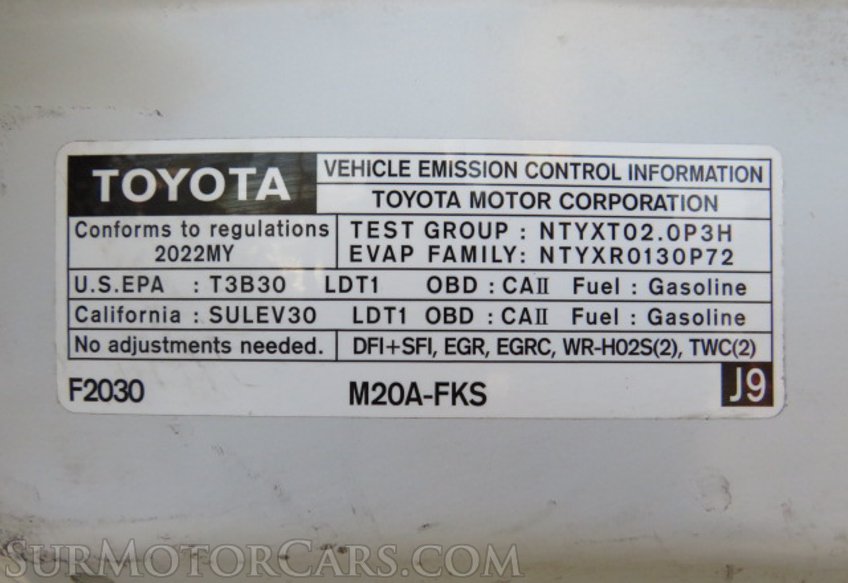 TOYOTA
VEHICLE EMISSION CONTROL INFORMATION
TOYOTA MOTOR CORPORATION
Conforms to regulations
2022MY
TEST GROUP : NTYXT02.0P3H
EVAP FAMILY: NTYXR0130P72
U.S.EPA : T3B30 LDT1 OBD : CAII Fuel : Gasoline
California : SULEV30 LDT1 OBD : CAII Fuel : Gasoline
No adjustments needed. DFI+SFI, EGR, EGRC, WR-HO2S(2), TWC(2)
F2030 M20A-FKS J9
SurMotorCars.com